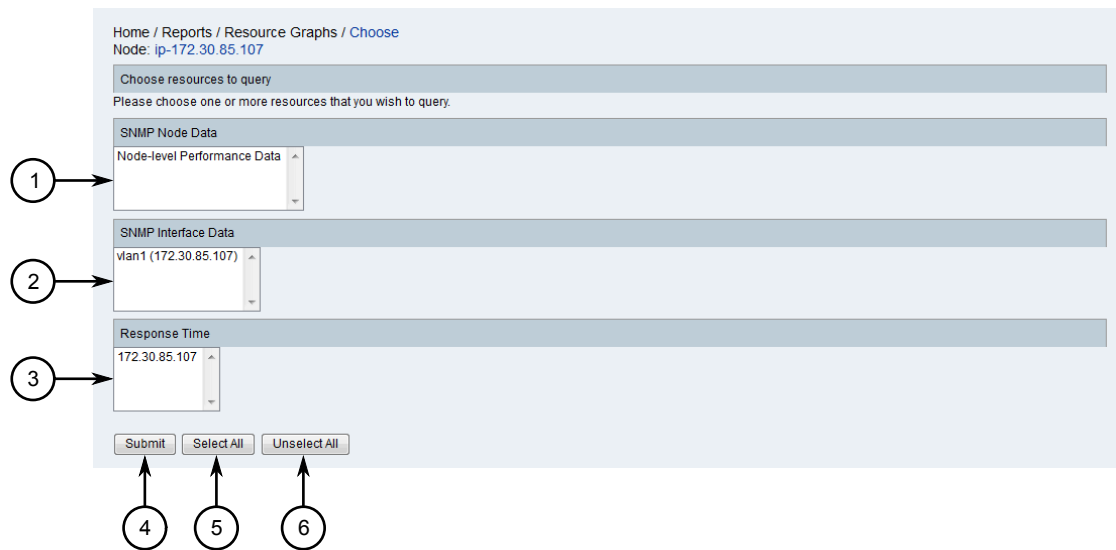 Home / Reports / Resource Graphs / Choose
Node: ip-172.30.85.107
Choose resources to query
Please choose one or more resources that you wish to query.
SNMP Node Data
Node-level Performance Data
1
SNMP Interface Data
vlan1 (172.30.85.107)
2
Response Time
172.30.85.107
3
Submit Select All Unselect All
4 5 6